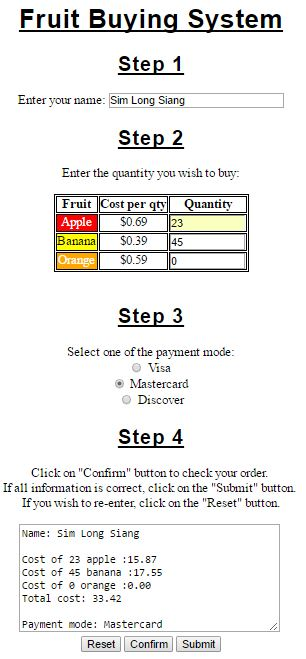 Fruit Buying System
Step 1
Enter your name: Sim Long Siang
Step 2
Enter the quantity you wish to buy:
Fruit Cost per qty Quantity
Apple $0.69 23
Banana $0.39 45
Orange $0.59 0
Step 3
Select one of the payment mode:
Visa
Mastercard
Discover
Step 4
Click on "Confirm" button to check your order.
If all information is correct, click on the "Submit" button.
If you wish to re-enter, click on the "Reset" button.
Name: Sim Long Siang
Cost of 23 apple :15.87
Cost of 45 banana :17.55
Cost of 0 orange :0.00
Total cost: 33.42
Payment mode: Mastercard
Reset Confirm Submit